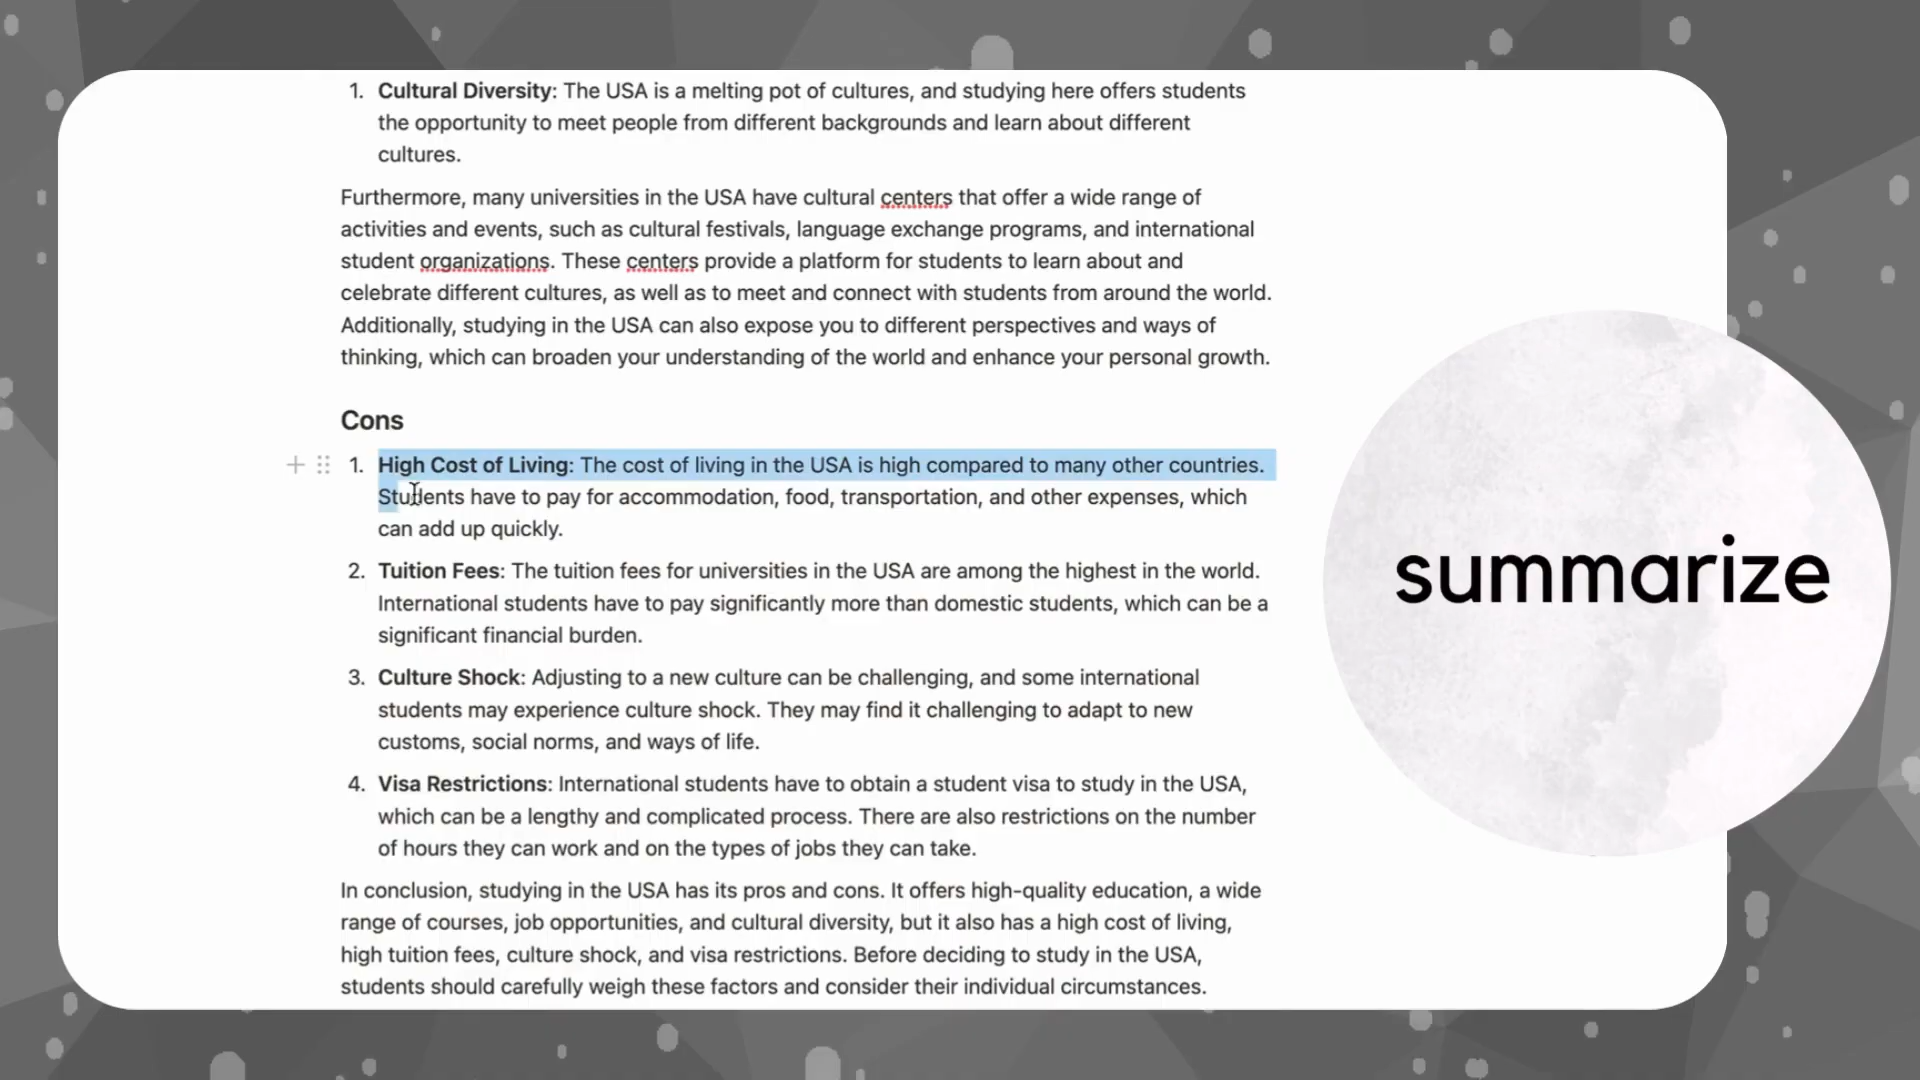 1. Cultural Diversity: The USA is a melting pot of cultures, and studying here offers students
the opportunity to meet people from different backgrounds and learn about different
cultures.
Furthermore, many universities in the USA have cultural centers that offer a wide range of
activities and events, such as cultural festivals, language exchange programs, and international
student organizations. These centers provide a platform for students to learn about and
celebrate different cultures, as well as to meet and connect with students from around the world.
Additionally, studying in the USA can also expose you to different perspectives and ways of
thinking, which can broaden your understanding of the world and enhance your personal growth.
Cons
1. High Cost of Living: The cost of living in the USA is high compared to many other countries.
Students have to pay for accommodation, food, transportation, and other expenses, which
can add up quickly.
2. Tuition Fees: The tuition fees for universities in the USA are among the highest in the world.
International students have to pay significantly more than domestic students, which can be a
significant financial burden.
3. Culture Shock: Adjusting to a new culture can be challenging, and some international
students may experience culture shock. They may find it challenging to adapt to new
customs, social norms, and ways of life.
4. Visa Restrictions: International students have to obtain a student visa to study in the USA,
which can be a lengthy and complicated process. There are also restrictions on the number
of hours they can work and on the types of jobs they can take.
In conclusion, studying in the USA has its pros and cons. It offers high-quality education, a wide
range of courses, job opportunities, and cultural diversity, but it also has a high cost of living,
high tuition fees, culture shock, and visa restrictions. Before deciding to study in the USA,
students should carefully weigh these factors and consider their individual circumstances.
summarize